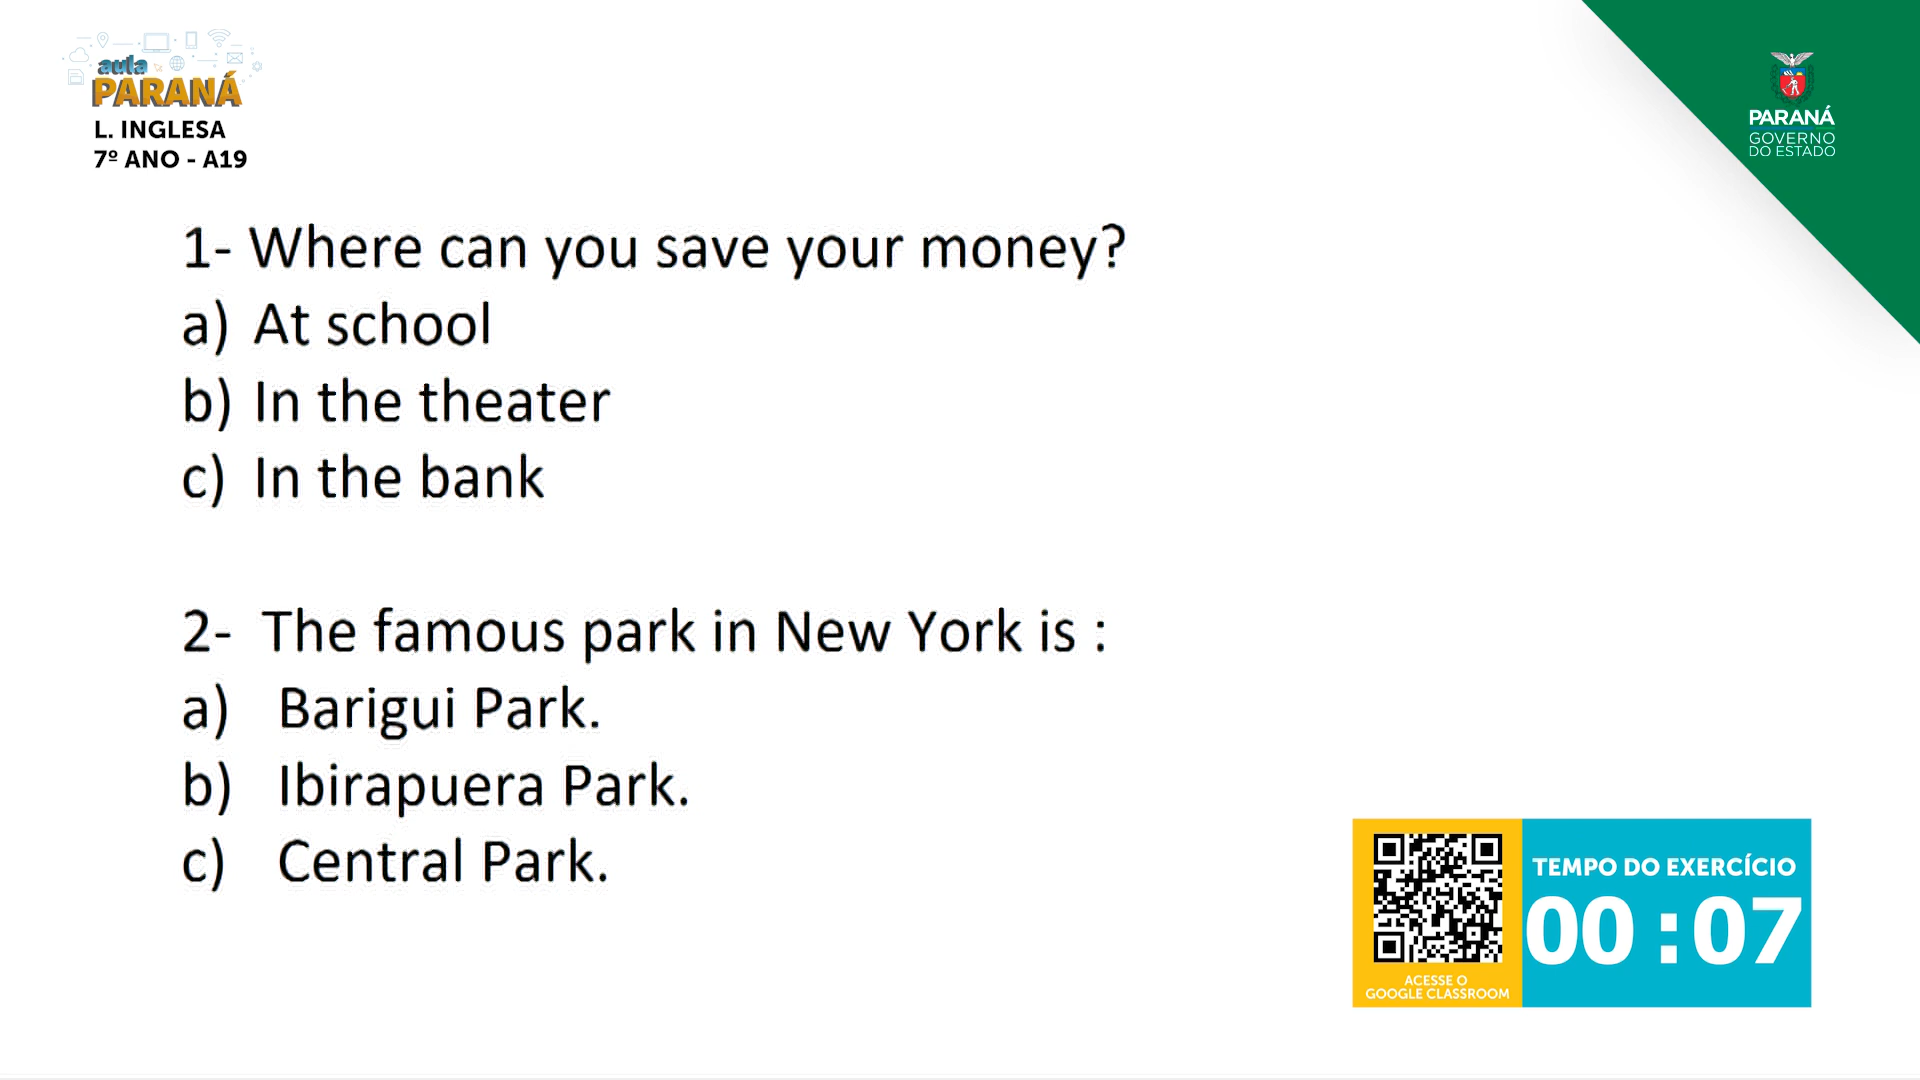 aula
PARANÁ
L. INGLESA
7º ANO - A19
PARANÁ
GOVERNO
DO ESTADO
1- Where can you save your money?
a) At school
b) In the theater
c) In the bank
2- The famous park in New York is :
a) Barigui Park.
b) Ibirapuera Park.
c) Central Park.
ACESSE O
GOOGLE CLASSROOM
TEMPO DO EXERCÍCIO
00 :07